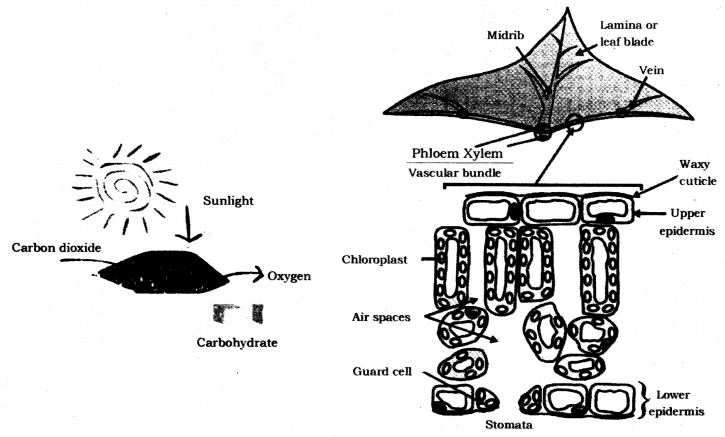 Sunlight
Carbon dioxide
Oxygen
Carbohydrate
Midrib
Lamina or
leaf blade
Vein
Phloem Xylem
Vascular bundle
Waxy
cuticle
Upper
epidermis
Chloroplast
Air spaces
Guard cell
Lower
epidermis
Stomata